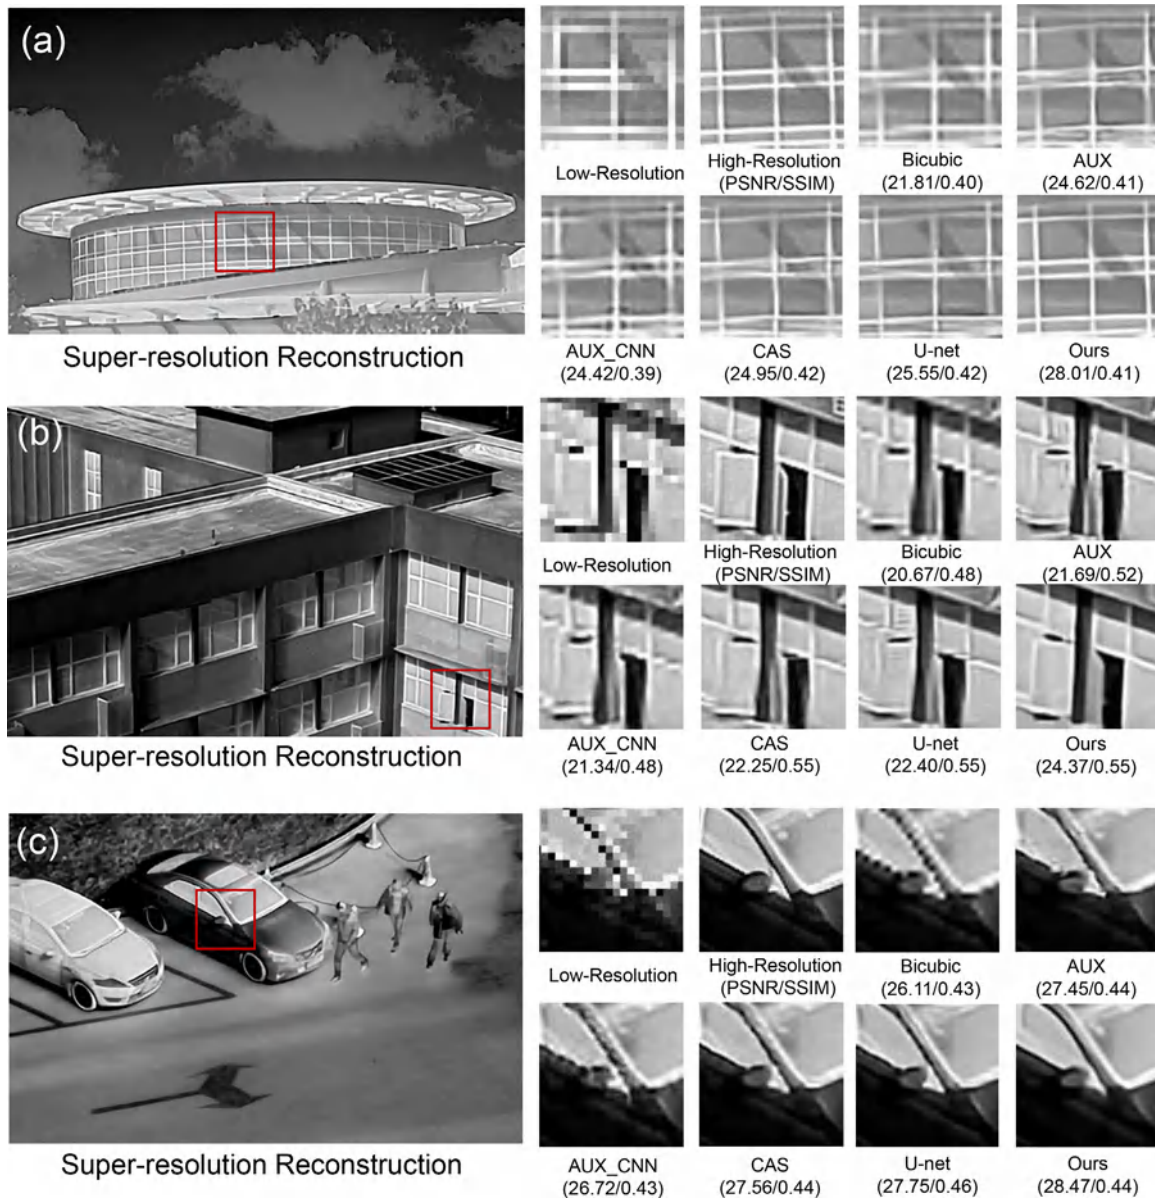 (a)
Low-Resolution
High-Resolution
(PSNR/SSIM)
Bicubic
(21.81/0.40)
AUX
(24.62/0.41)
AUX_CNN
(24.42/0.39)
CAS
(24.95/0.42)
U-net
(25.55/0.42)
Ours
(28.01/0.41)
Super-resolution Reconstruction
(b)
Low-Resolution
High-Resolution
(PSNR/SSIM)
Bicubic
(20.67/0.48)
AUX
(21.69/0.52)
AUX_CNN
(21.34/0.48)
CAS
(22.25/0.55)
U-net
(22.40/0.55)
Ours
(24.37/0.55)
Super-resolution Reconstruction
(c)
Low-Resolution
High-Resolution
(PSNR/SSIM)
Bicubic
(26.11/0.43)
AUX
(27.45/0.44)
AUX_CNN
(26.72/0.43)
CAS
(27.56/0.44)
U-net
(27.75/0.46)
Ours
(28.47/0.44)
Super-resolution Reconstruction